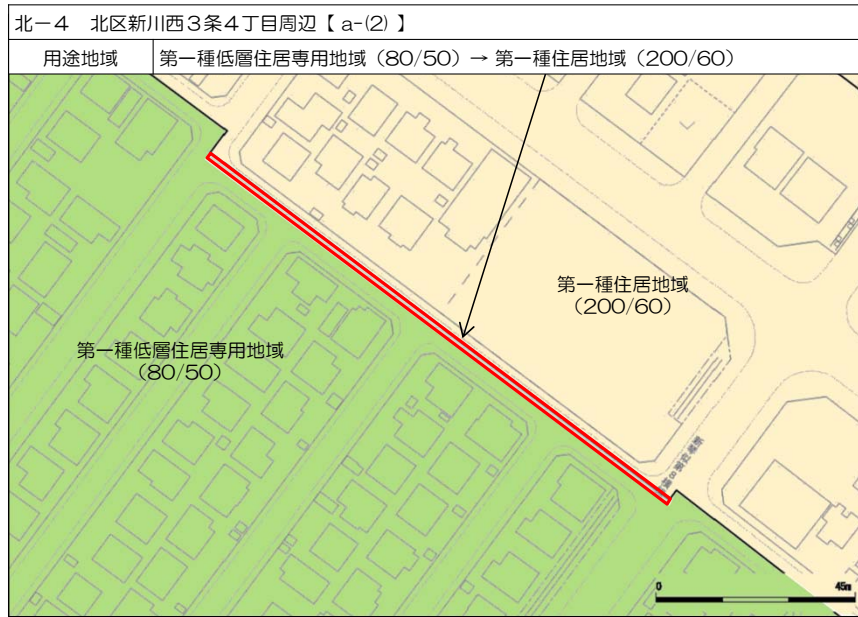 北－4 北区新川西３条４丁目周辺【 a-(2) 】
用途地域 第一種低層住居専用地域（80/50）→ 第一種住居地域（200/60）
第一種住居地域
（200/60）
第一種低層住居専用地域
（80/50）
0 45m